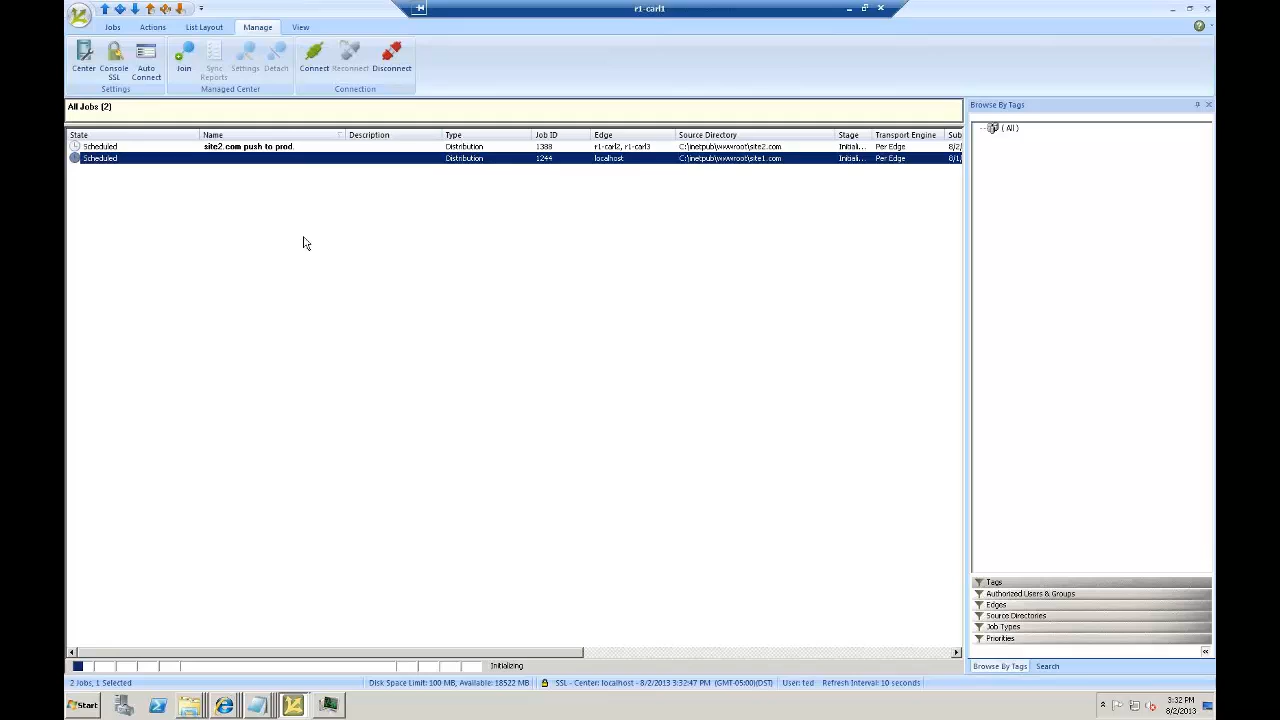 r1-carl1
Jobs Actions List Layout Manage View
Center Console SSL Auto Connect Join Sync Reports Settings Detach Connect Reconnect Disconnect
Settings Managed Center Connection
All Jobs (2) Browse By Tags
( All )
State Name Description Type Job ID Edge Source Directory Stage Transport Engine Sub
Scheduled site2.com push to prod Distribution 1388 r1-carl2, r1-carl3 C:\inetpub\wwwroot\site2.com Initiali... Per Edge 8/2/
Scheduled Distribution 1244 localhost C:\inetpub\wwwroot\site1.com Initiali... Per Edge 8/1/
Tags
Authorized Users & Groups
Edges
Source Directories
Job Types
Priorities
Initializing Browse By Tags Search
2 Jobs, 1 Selected Disk Space Limit: 100 MB, Available: 18522 MB SSL - Center: localhost - 8/2/2013 3:32:47 PM (GMT-05:00)(DST) User: ted Refresh Interval: 10 seconds
Start 3:32 PM
8/2/2013